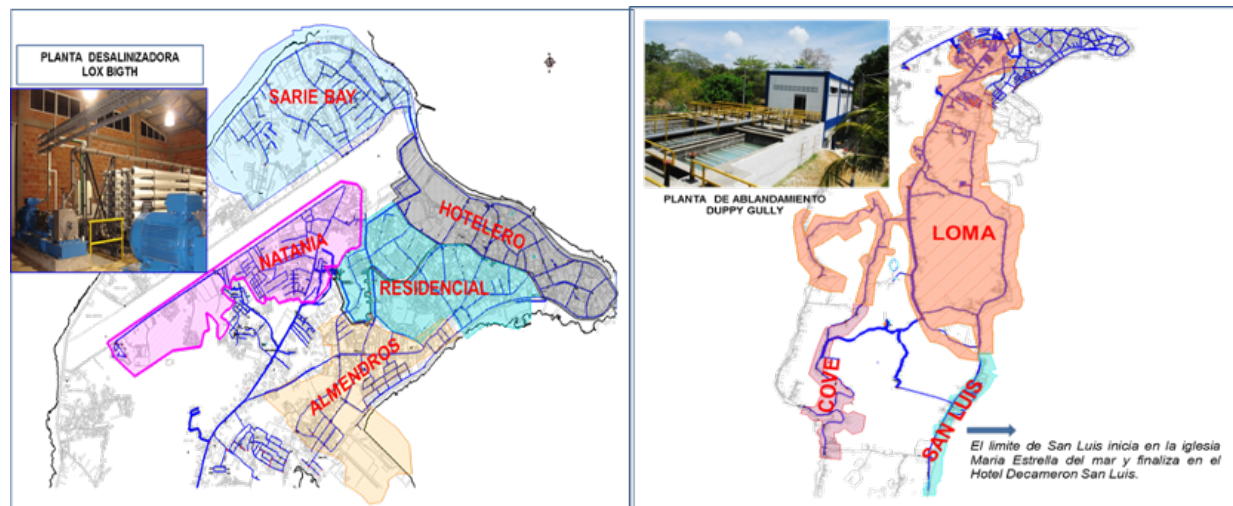 PLANTA DESALINIZADORA
LOX BIGTH
SARIE BAY
HOTELERO
NATANIA
RESIDENCIAL
ALMENDROS
PLANTA DE ABLANDAMIENTO
DUPPY GULLY
LOMA
COVE
SAN LUIS
El limite de San Luis inicia en la iglesia
Maria Estrella del mar y finaliza en el
Hotel Decameron San Luis.